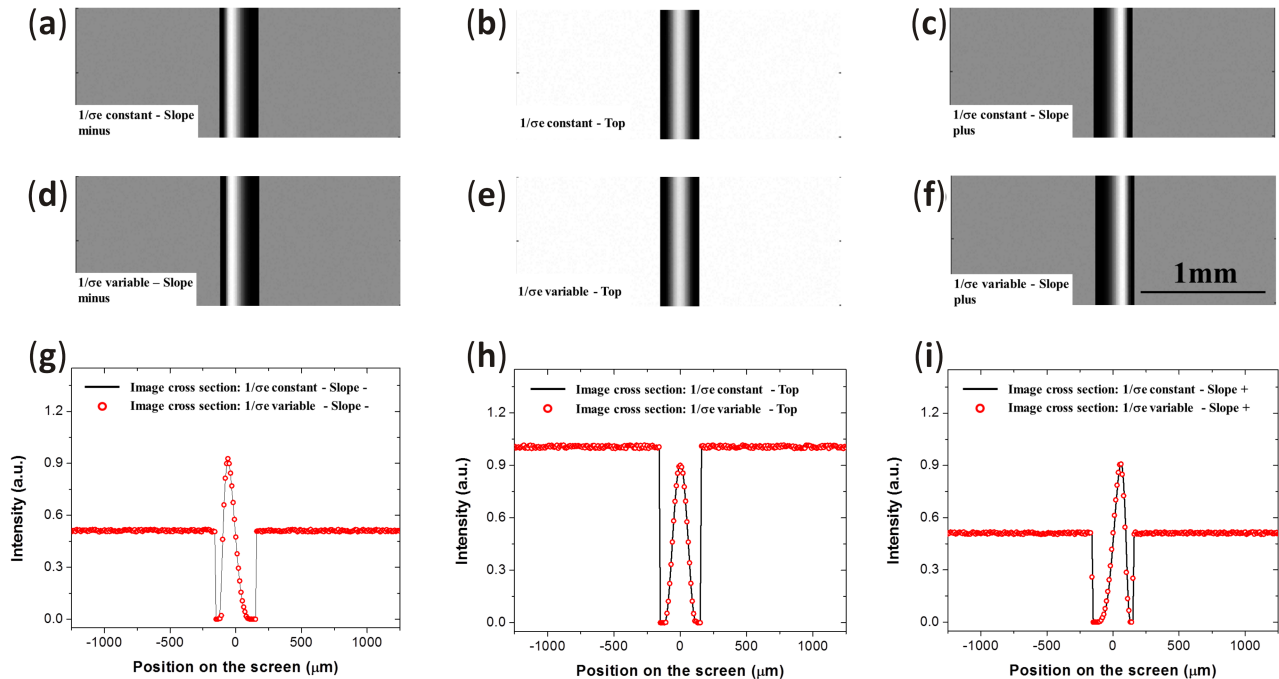 (a)
(b)
(c)
1/σe constant - Slope
minus
1/σe constant - Top
1/σe constant - Slope
plus
(d)
(e)
(f)
1/σe variable – Slope
minus
1/σe variable - Top
1/σe variable - Slope
plus
1mm
(g)
(h)
(i)
Image cross section: 1/σe constant - Slope -
Image cross section: 1/σe variable - Slope -
1.2
0.9
0.6
0.3
0.0
Intensity (a.u.)
-1000
-500
0
500
1000
Position on the screen (μm)
Image cross section: 1/σe constant - Top
Image cross section: 1/σe variable - Top
1.2
0.9
0.6
0.3
0.0
Intensity (a.u.)
-1000
-500
0
500
1000
Position on the screen (μm)
Image cross section: 1/σe constant - Slope +
Image cross section: 1/σe variable - Slope +
1.2
0.9
0.6
0.3
0.0
Intensity (a.u.)
-1000
-500
0
500
1000
Position on the screen (μm)